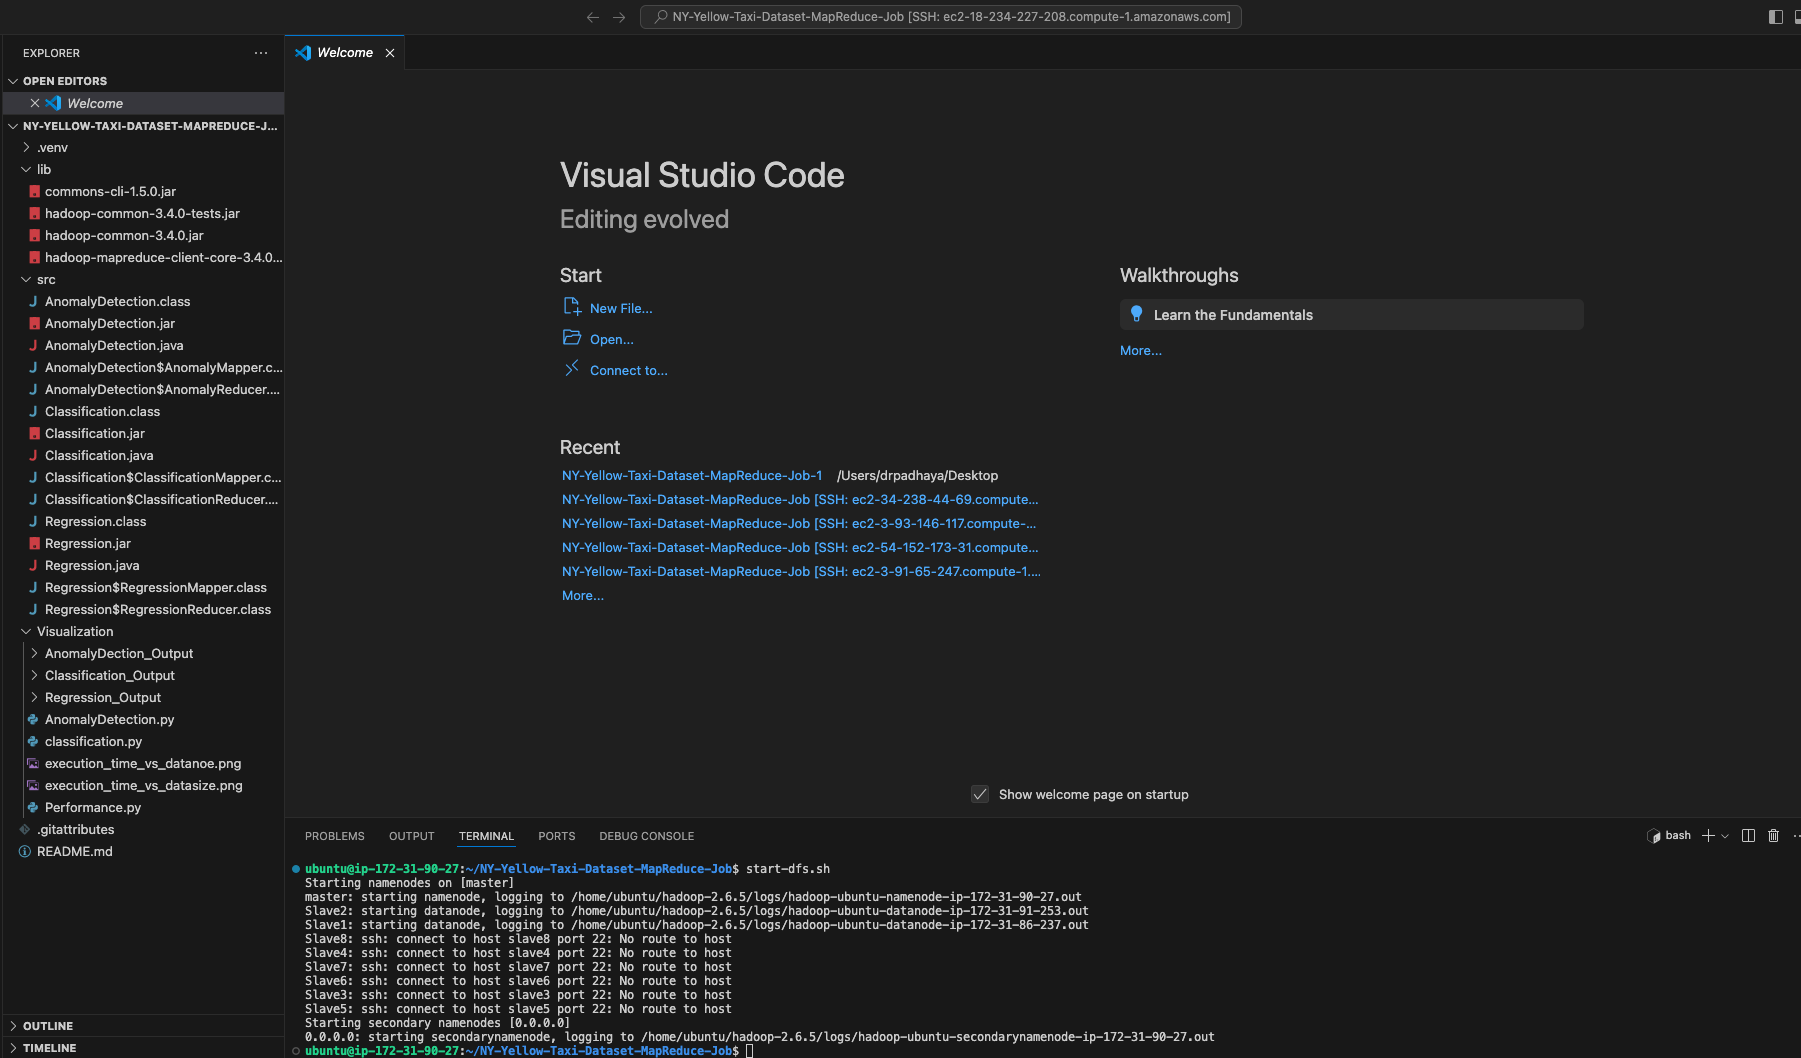 NY-Yellow-Taxi-Dataset-MapReduce-Job [SSH: ec2-18-234-227-208.compute-1.amazonaws.com]
EXPLORER
OPEN EDITORS
Welcome
NY-YELLOW-TAXI-DATASET-MAPREDUCE-J...
.venv
lib
commons-cli-1.5.0.jar
hadoop-common-3.4.0-tests.jar
hadoop-common-3.4.0.jar
hadoop-mapreduce-client-core-3.4.0...
src
AnomalyDetection.class
AnomalyDetection.jar
AnomalyDetection.java
AnomalyDetection$AnomalyMapper.c...
AnomalyDetection$AnomalyReducer....
Classification.class
Classification.jar
Classification.java
Classification$ClassificationMapper.c...
Classification$ClassificationReducer....
Regression.class
Regression.jar
Regression.java
Regression$RegressionMapper.class
Regression$RegressionReducer.class
Visualization
AnomalyDection_Output
Classification_Output
Regression_Output
AnomalyDetection.py
classification.py
execution_time_vs_datanoe.png
execution_time_vs_datasize.png
Performance.py
.gitattributes
README.md
OUTLINE
TIMELINE
Welcome
Visual Studio Code
Editing evolved
Start
New File...
Open...
Connect to...
Recent
NY-Yellow-Taxi-Dataset-MapReduce-Job-1 /Users/drpadhaya/Desktop
NY-Yellow-Taxi-Dataset-MapReduce-Job [SSH: ec2-34-238-44-69.compute...
NY-Yellow-Taxi-Dataset-MapReduce-Job [SSH: ec2-3-93-146-117.compute-...
NY-Yellow-Taxi-Dataset-MapReduce-Job [SSH: ec2-54-152-173-31.compute...
NY-Yellow-Taxi-Dataset-MapReduce-Job [SSH: ec2-3-91-65-247.compute-1....
More...
Walkthroughs
Learn the Fundamentals
More...
Show welcome page on startup
PROBLEMS OUTPUT TERMINAL PORTS DEBUG CONSOLE
bash
ubuntu@ip-172-31-90-27:~/NY-Yellow-Taxi-Dataset-MapReduce-Job$ start-dfs.sh
Starting namenodes on [master]
master: starting namenode, logging to /home/ubuntu/hadoop-2.6.5/logs/hadoop-ubuntu-namenode-ip-172-31-90-27.out
Slave2: starting datanode, logging to /home/ubuntu/hadoop-2.6.5/logs/hadoop-ubuntu-datanode-ip-172-31-91-253.out
Slave1: starting datanode, logging to /home/ubuntu/hadoop-2.6.5/logs/hadoop-ubuntu-datanode-ip-172-31-86-237.out
Slave8: ssh: connect to host slave8 port 22: No route to host
Slave4: ssh: connect to host slave4 port 22: No route to host
Slave7: ssh: connect to host slave7 port 22: No route to host
Slave6: ssh: connect to host slave6 port 22: No route to host
Slave3: ssh: connect to host slave3 port 22: No route to host
Slave5: ssh: connect to host slave5 port 22: No route to host
Starting secondary namenodes [0.0.0.0]
0.0.0.0: starting secondarynamenode, logging to /home/ubuntu/hadoop-2.6.5/logs/hadoop-ubuntu-secondarynamenode-ip-172-31-90-27.out
ubuntu@ip-172-31-90-27:~/NY-Yellow-Taxi-Dataset-MapReduce-Job$